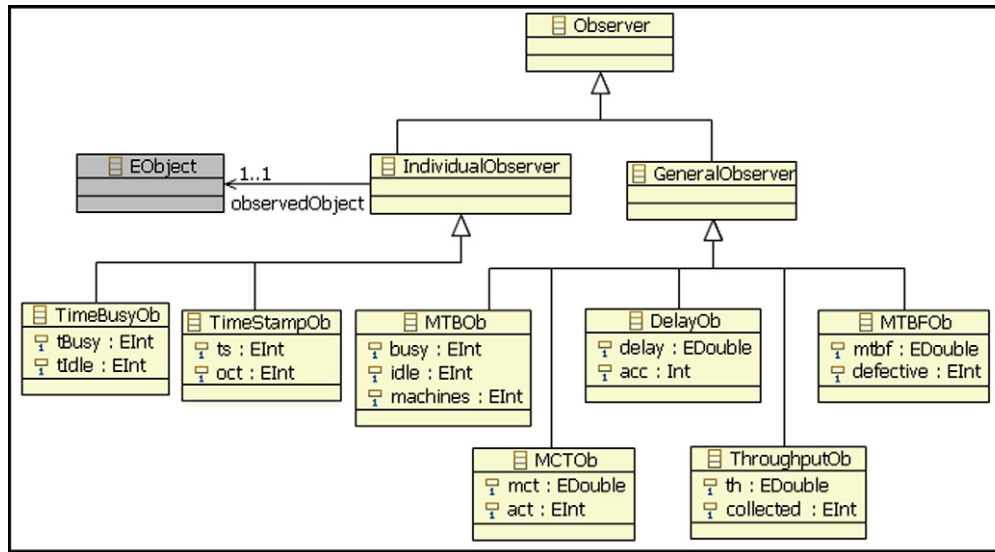 Observer
EObject
1..1
observedObject
IndividualObserver
GeneralObserver
TimeBusyOb
tBusy : EInt
tIdle : EInt
TimeStampOb
ts : EInt
oct : EInt
MTBOb
busy : EInt
idle : EInt
machines : EInt
DelayOb
delay : EDouble
acc : Int
MTBFOb
mtbf : EDouble
defective : EInt
MCTOb
mct : EDouble
act : EInt
ThroughputOb
th : EDouble
collected : EInt